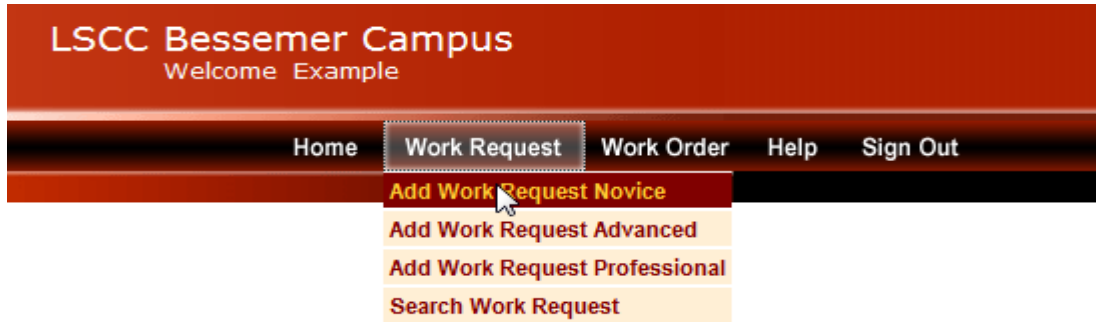 LSCC Bessemer Campus
Welcome Example
Home Work Request Work Order Help Sign Out
Add Work Request Novice
Add Work Request Advanced
Add Work Request Professional
Search Work Request